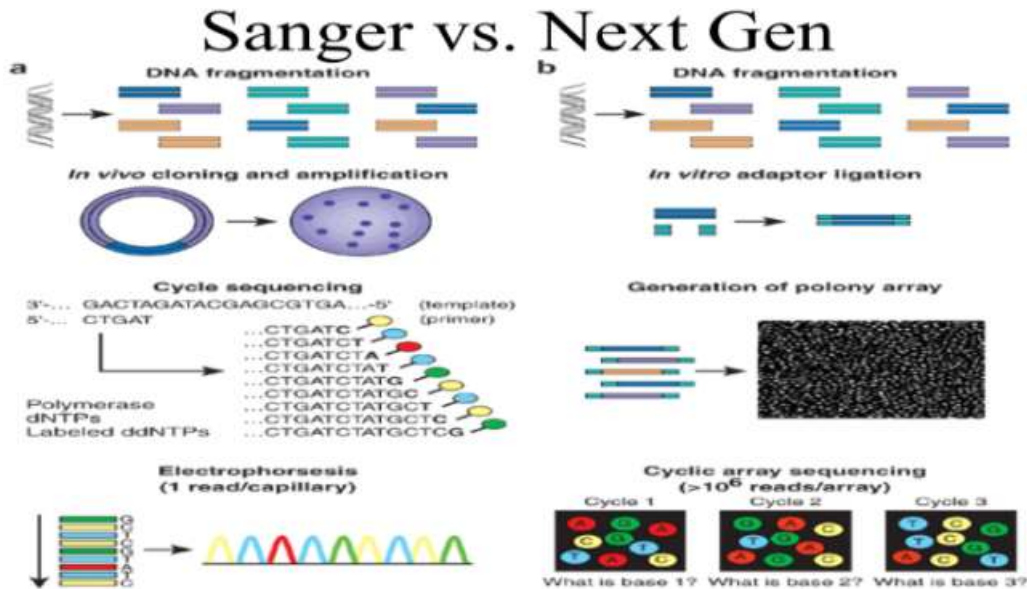 Sanger vs. Next Gen
a
DNA fragmentation
In vivo cloning and amplification
Cycle sequencing
3'-... GACTAGATACGAGCGTGA...-5' (template)
5'-... CTGAT (primer)
...CTGATC
...CTGATCT
...CTGATCTA
...CTGATCTAT
...CTGATCTATG
...CTGATCTATGC
...CTGATCTATGCT
...CTGATCTATGCTC
...CTGATCTATGCTCG
Polymerase
dNTPs
Labeled ddNTPs
Electrophorsesis
(1 read/capillary)
G
C
T
C
G
T
A
T
C
b
DNA fragmentation
In vitro adaptor ligation
Generation of polony array
Cyclic array sequencing
(>10⁶ reads/array)
Cycle 1
Cycle 2
Cycle 3
A G A
C G T
T A C
G A C
T G
A G A C
T C G
C G
A C T
What is base 1?
What is base 2?
What is base 3?